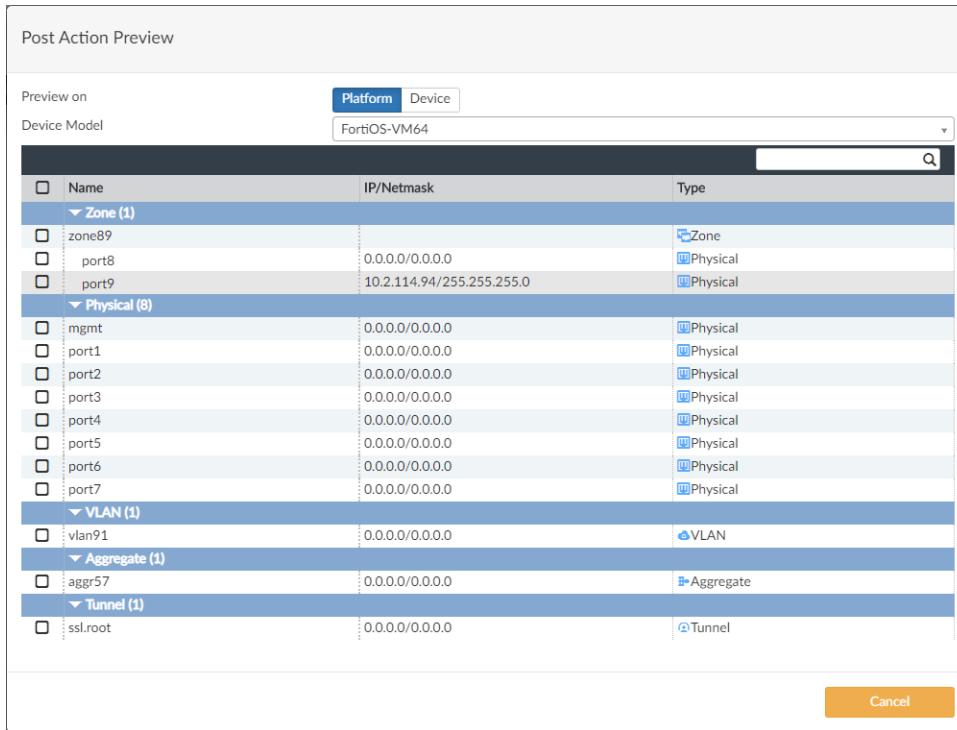 Post Action Preview
Preview on Platform Device
Device Model FortiOS-VM64
Name IP/Netmask Type
Zone (1)
zone89 Zone
port8 0.0.0.0/0.0.0.0 Physical
port9 10.2.114.94/255.255.255.0 Physical
Physical (8)
mgmt 0.0.0.0/0.0.0.0 Physical
port1 0.0.0.0/0.0.0.0 Physical
port2 0.0.0.0/0.0.0.0 Physical
port3 0.0.0.0/0.0.0.0 Physical
port4 0.0.0.0/0.0.0.0 Physical
port5 0.0.0.0/0.0.0.0 Physical
port6 0.0.0.0/0.0.0.0 Physical
port7 0.0.0.0/0.0.0.0 Physical
VLAN (1)
vlan91 0.0.0.0/0.0.0.0 VLAN
Aggregate (1)
aggr57 0.0.0.0/0.0.0.0 Aggregate
Tunnel (1)
ssl.root 0.0.0.0/0.0.0.0 Tunnel
Cancel